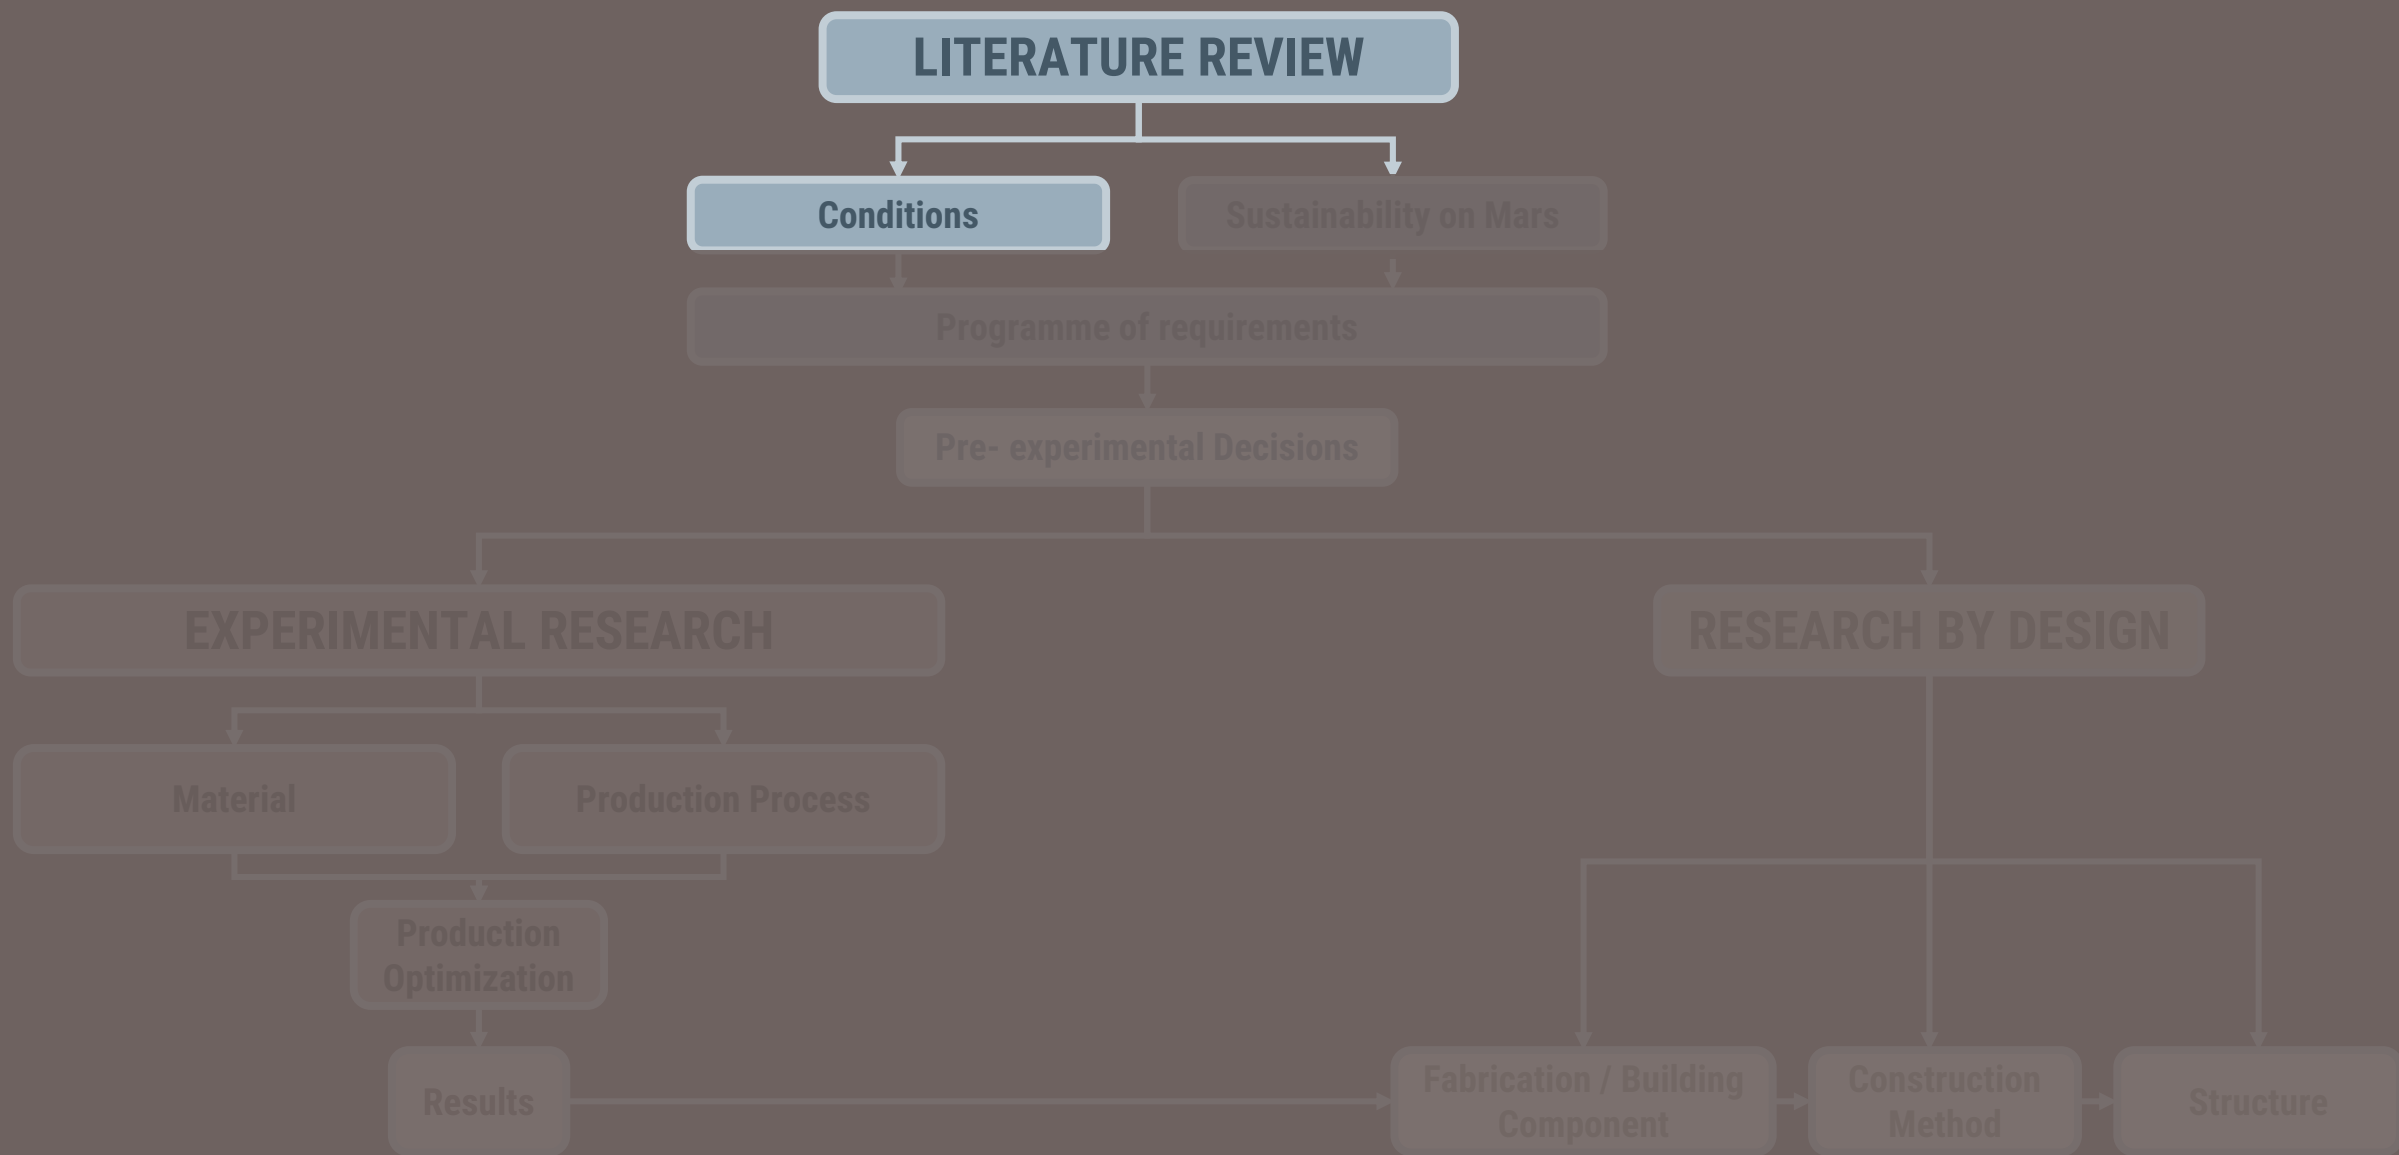 LITERATURE REVIEW
Conditions
Sustainability on Mars
Programme of requirements
Pre- experimental Decisions
EXPERIMENTAL RESEARCH
RESEARCH BY DESIGN
Material
Production Process
Production
Optimization
Results
Fabrication / Building
Component
Construction
Method
Structure